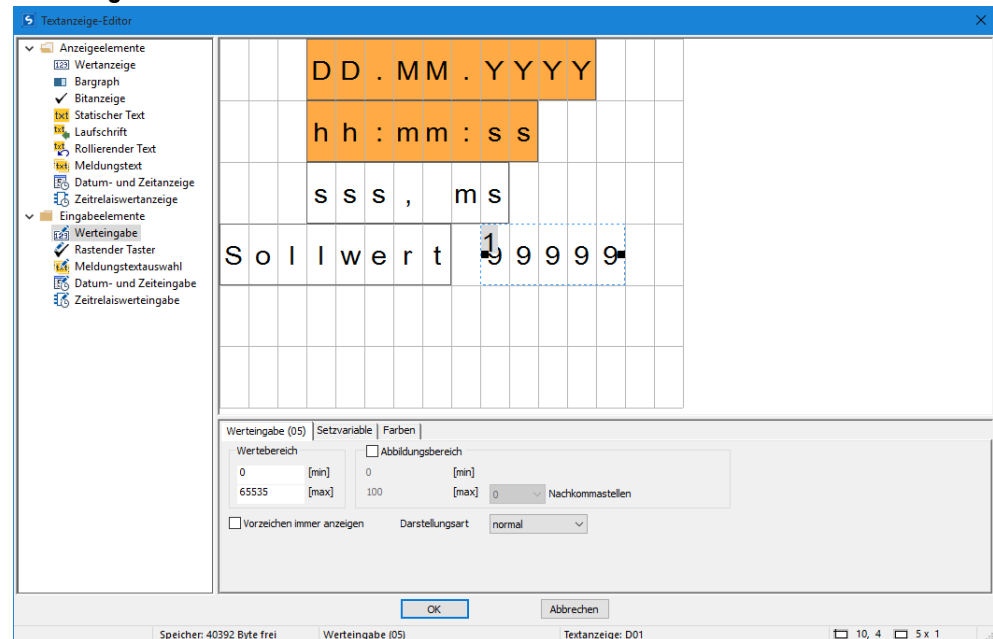 Textanzeige-Editor
Anzeigeelemente
Wertanzeige
Bargraph
Bitanzeige
Statischer Text
Laufschrift
Rollierender Text
Meldungstext
Datum- und Zeitanzeige
Zeitrelaiswertanzeige
Eingabeelemente
Werteingabe
Rastender Taster
Meldungstextauswahl
Datum- und Zeiteingabe
Zeitrelaiswerteingabe
DD.MM.YYYY
hh:mm:ss
sss, ms
Sollwert 99999
1
Werteingabe (05) Setzvariable Farben
Wertebereich Abbildungsbereich
0 [min] 0 [min]
65535 [max] 100 [max] 0 Nachkommastellen
Vorzeichen immer anzeigen Darstellungsart normal
OK Abbrechen
Speicher: 40392 Byte frei Werteingabe (05) Textanzeige: D01 10, 4 5 x 1